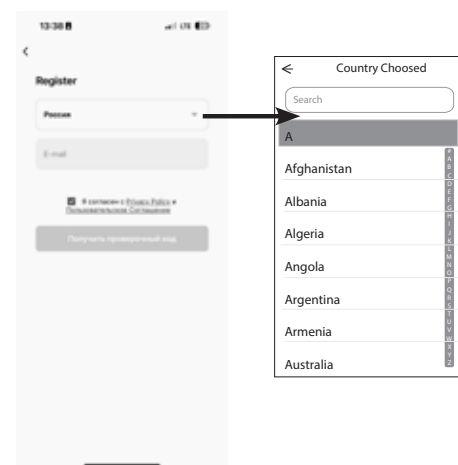 13:38
LTE
Register
Россия
E-mail
Я согласен с Privacy Policy и
Пользовательское Соглашение
Получить проверочный код
Country Choosed
Search
A
Afghanistan
Albania
Algeria
Angola
Argentina
Armenia
Australia
#
A
B
C
D
E
F
G
H
I
J
K
L
M
N
O
P
Q
R
S
T
U
V
W
X
Y
Z